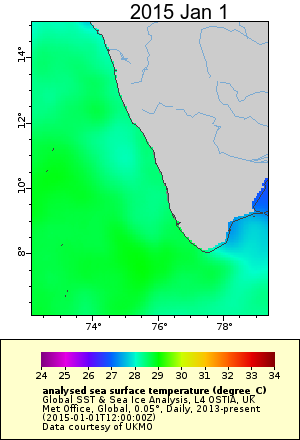 2015 Jan 1
14°
12°
10°
8°
74° 76° 78°
24 25 26 27 28 29 30 31 32 33 34
analysed sea surface temperature (degree_C)
Global SST & Sea Ice Analysis, L4 OSTIA, UK
Met Office, Global, 0.05°, Daily, 2013-present
(2015-01-01T12:00:00Z)
Data courtesy of UKMO